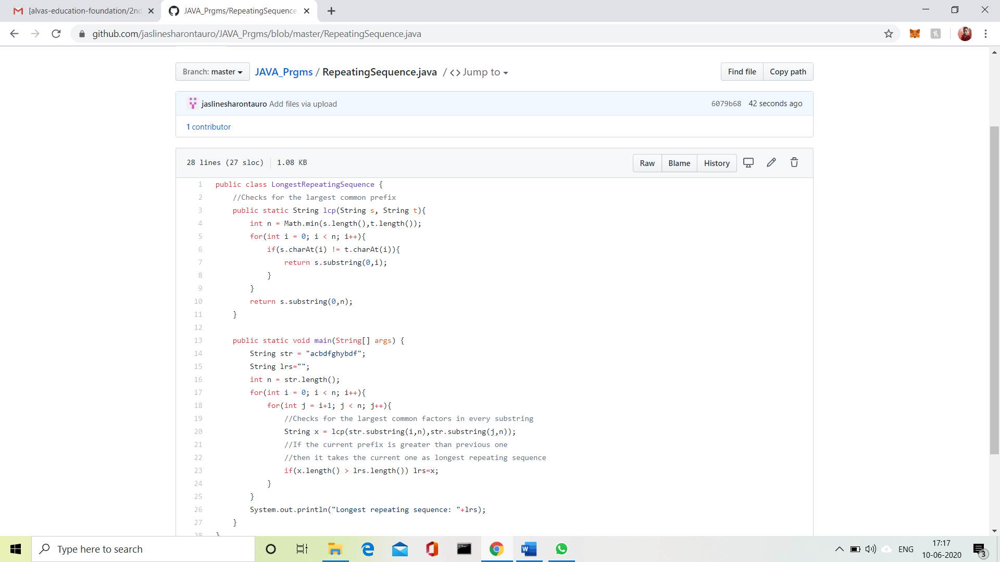 [alvas-education-foundation/2nd
JAVA_Prgms/RepeatingSequence
github.com/jaslinesharontauro/JAVA_Prgms/blob/master/RepeatingSequence.java
Branch: master
JAVA_Prgms / RepeatingSequence.java / <> Jump to
Find file
Copy path
jaslinesharontauro Add files via upload
6079b68 42 seconds ago
1 contributor
28 lines (27 sloc) 1.08 KB
Raw
Blame
History
1 public class LongestRepeatingSequence {
2 //Checks for the largest common prefix
3 public static String lcp(String s, String t){
4 int n = Math.min(s.length(),t.length());
5 for(int i = 0; i < n; i++){
6 if(s.charAt(i) != t.charAt(i)){
7 return s.substring(0,i);
8 }
9 }
10 return s.substring(0,n);
11 }
12
13 public static void main(String[] args) {
14 String str = "acbdfghybdf";
15 String lrs="";
16 int n = str.length();
17 for(int i = 0; i < n; i++){
18 for(int j = i+1; j < n; j++){
19 //Checks for the largest common factors in every substring
20 String x = lcp(str.substring(i,n),str.substring(j,n));
21 //If the current prefix is greater than previous one
22 //then it takes the current one as longest repeating sequence
23 if(x.length() > lrs.length()) lrs=x;
24 }
25 }
26 System.out.println("Longest repeating sequence: "+lrs);
27 }
28 }
Type here to search
ENG
17:17
10-06-2020
3